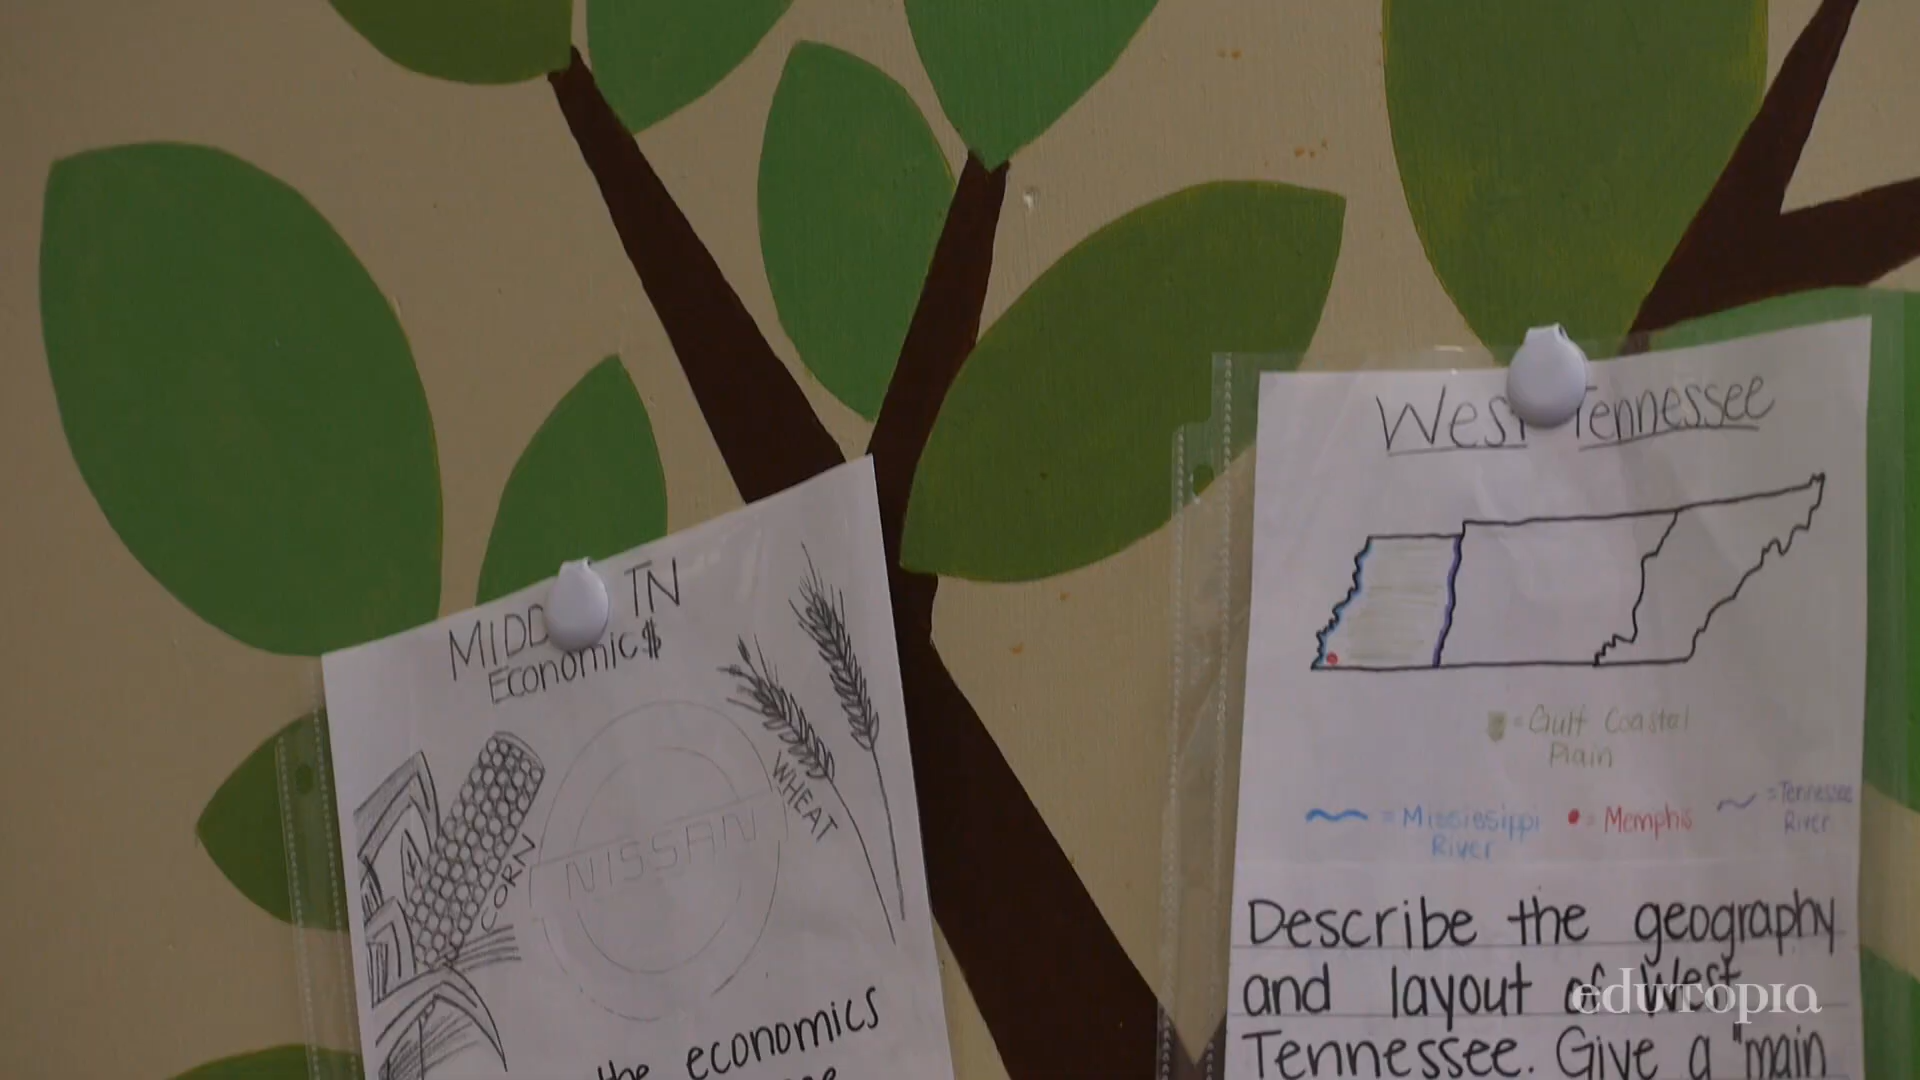 MIDD TN
Economic$
WHEAT
CORN
NISSAN
the economics
West Tennessee
= Gulf Coastal
Plain
= Mississippi
River
= Memphis
= Tennessee
River
Describe the geography
and layout of West
Tennessee. Give a "main
edutopia